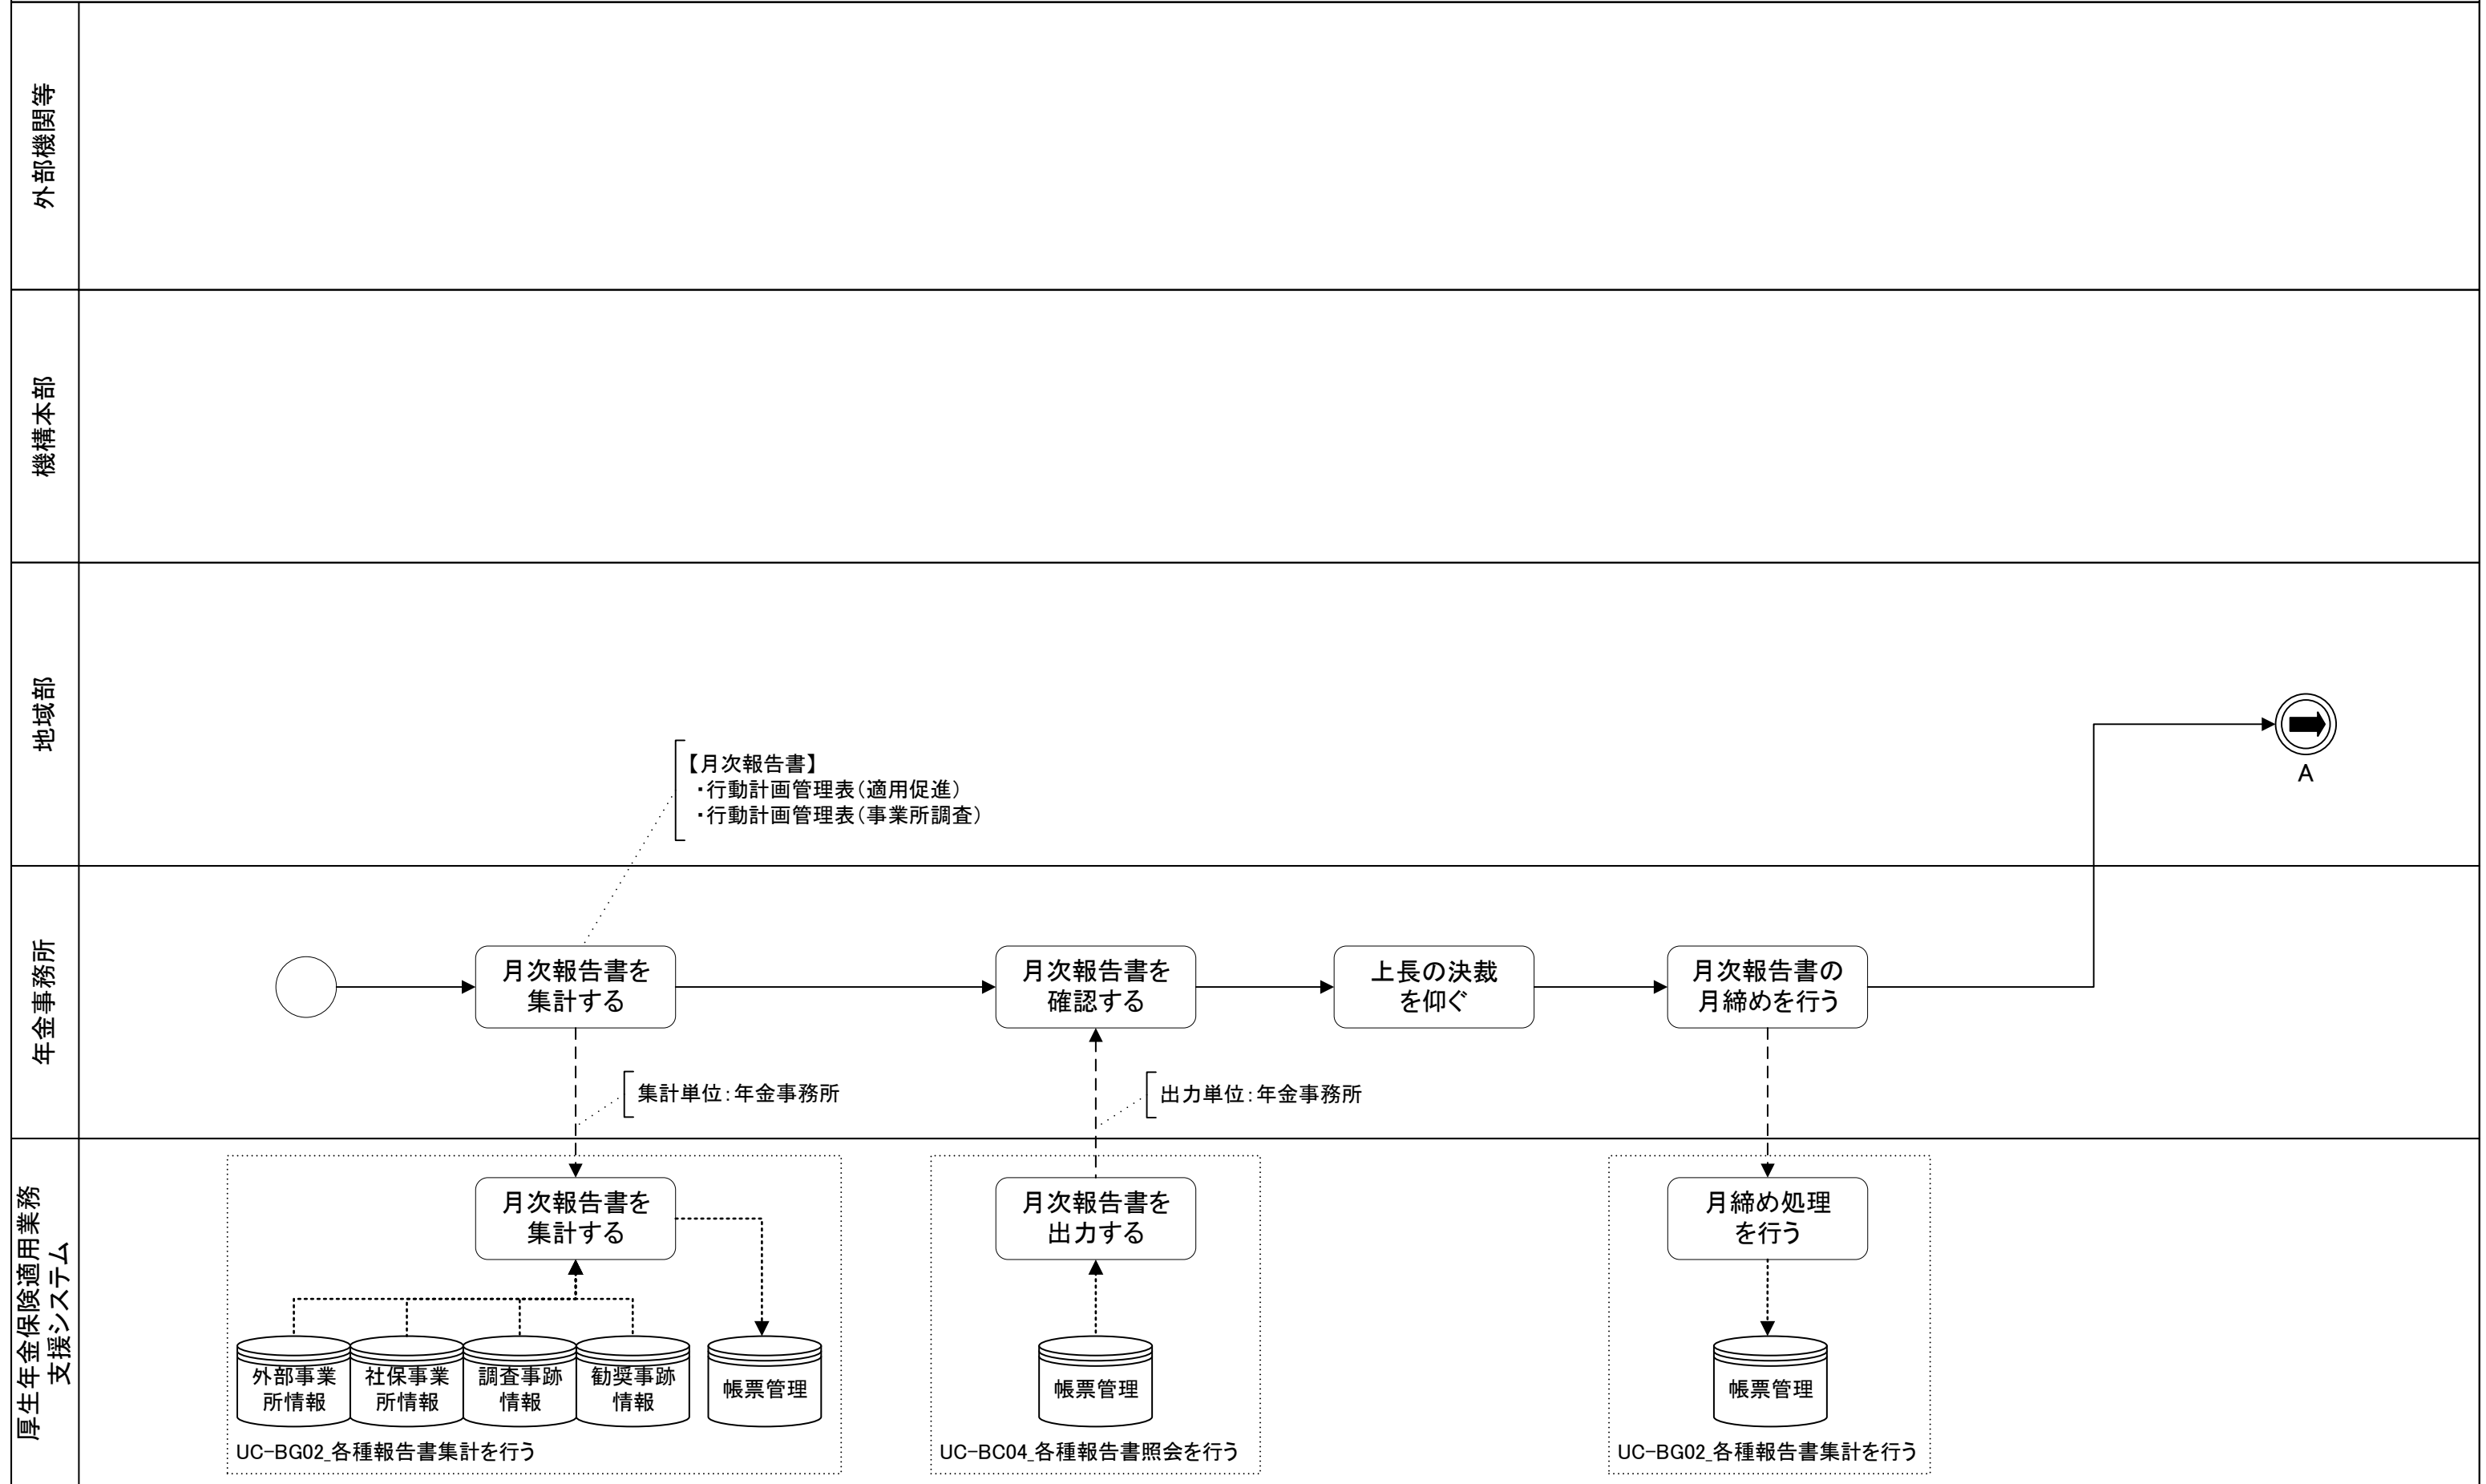 外部機関等
機構本部
地域部
【月次報告書】
・行動計画管理表（適用促進）
・行動計画管理表（事業所調査）
A
年金事務所
月次報告書を
集計する
月次報告書を
確認する
上長の決裁
を仰ぐ
月次報告書の
月締めを行う
集計単位：年金事務所
出力単位：年金事務所
厚生年金保険適用業務
支援システム
月次報告書を
集計する
月次報告書を
出力する
月締め処理
を行う
外部事業
所情報
社保事業
所情報
調査事跡
情報
勧奨事跡
情報
帳票管理
帳票管理
帳票管理
UC-BG02_各種報告書集計を行う
UC-BC04_各種報告書照会を行う
UC-BG02_各種報告書集計を行う